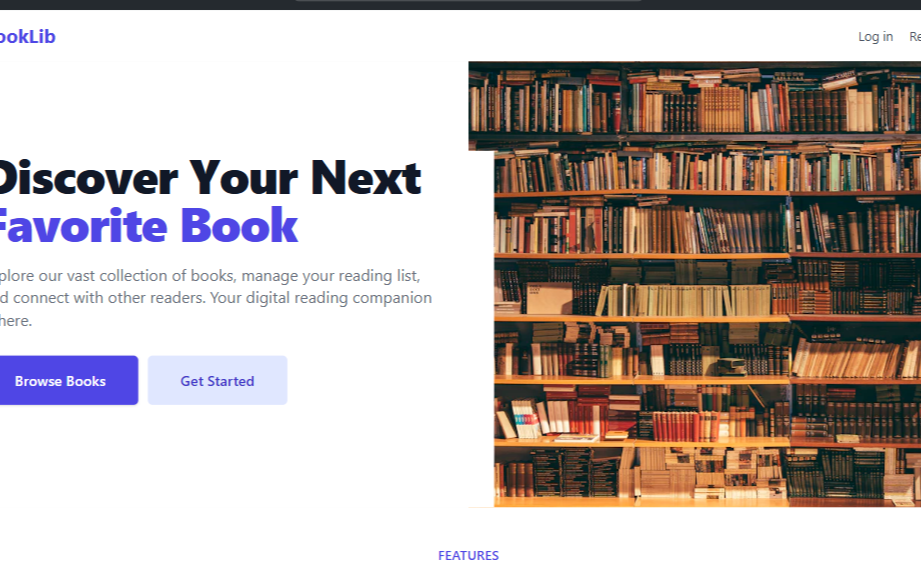 ookLib
Log in Re
Discover Your Next
Favorite Book
plore our vast collection of books, manage your reading list,
d connect with other readers. Your digital reading companion
here.
Browse Books
Get Started
FEATURES